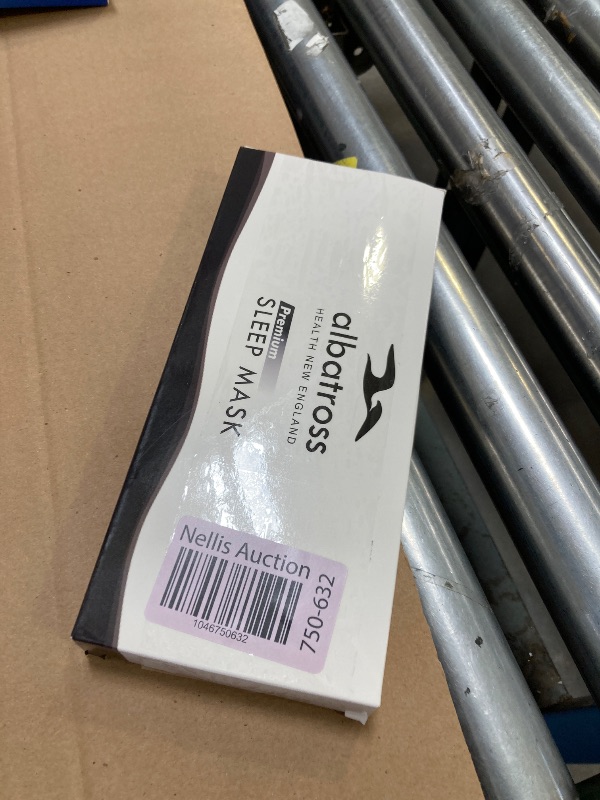 albatross
HEALTH NEW ENGLAND
Premium
SLEEP MASK
Nellis Auction
1046750632
750-632